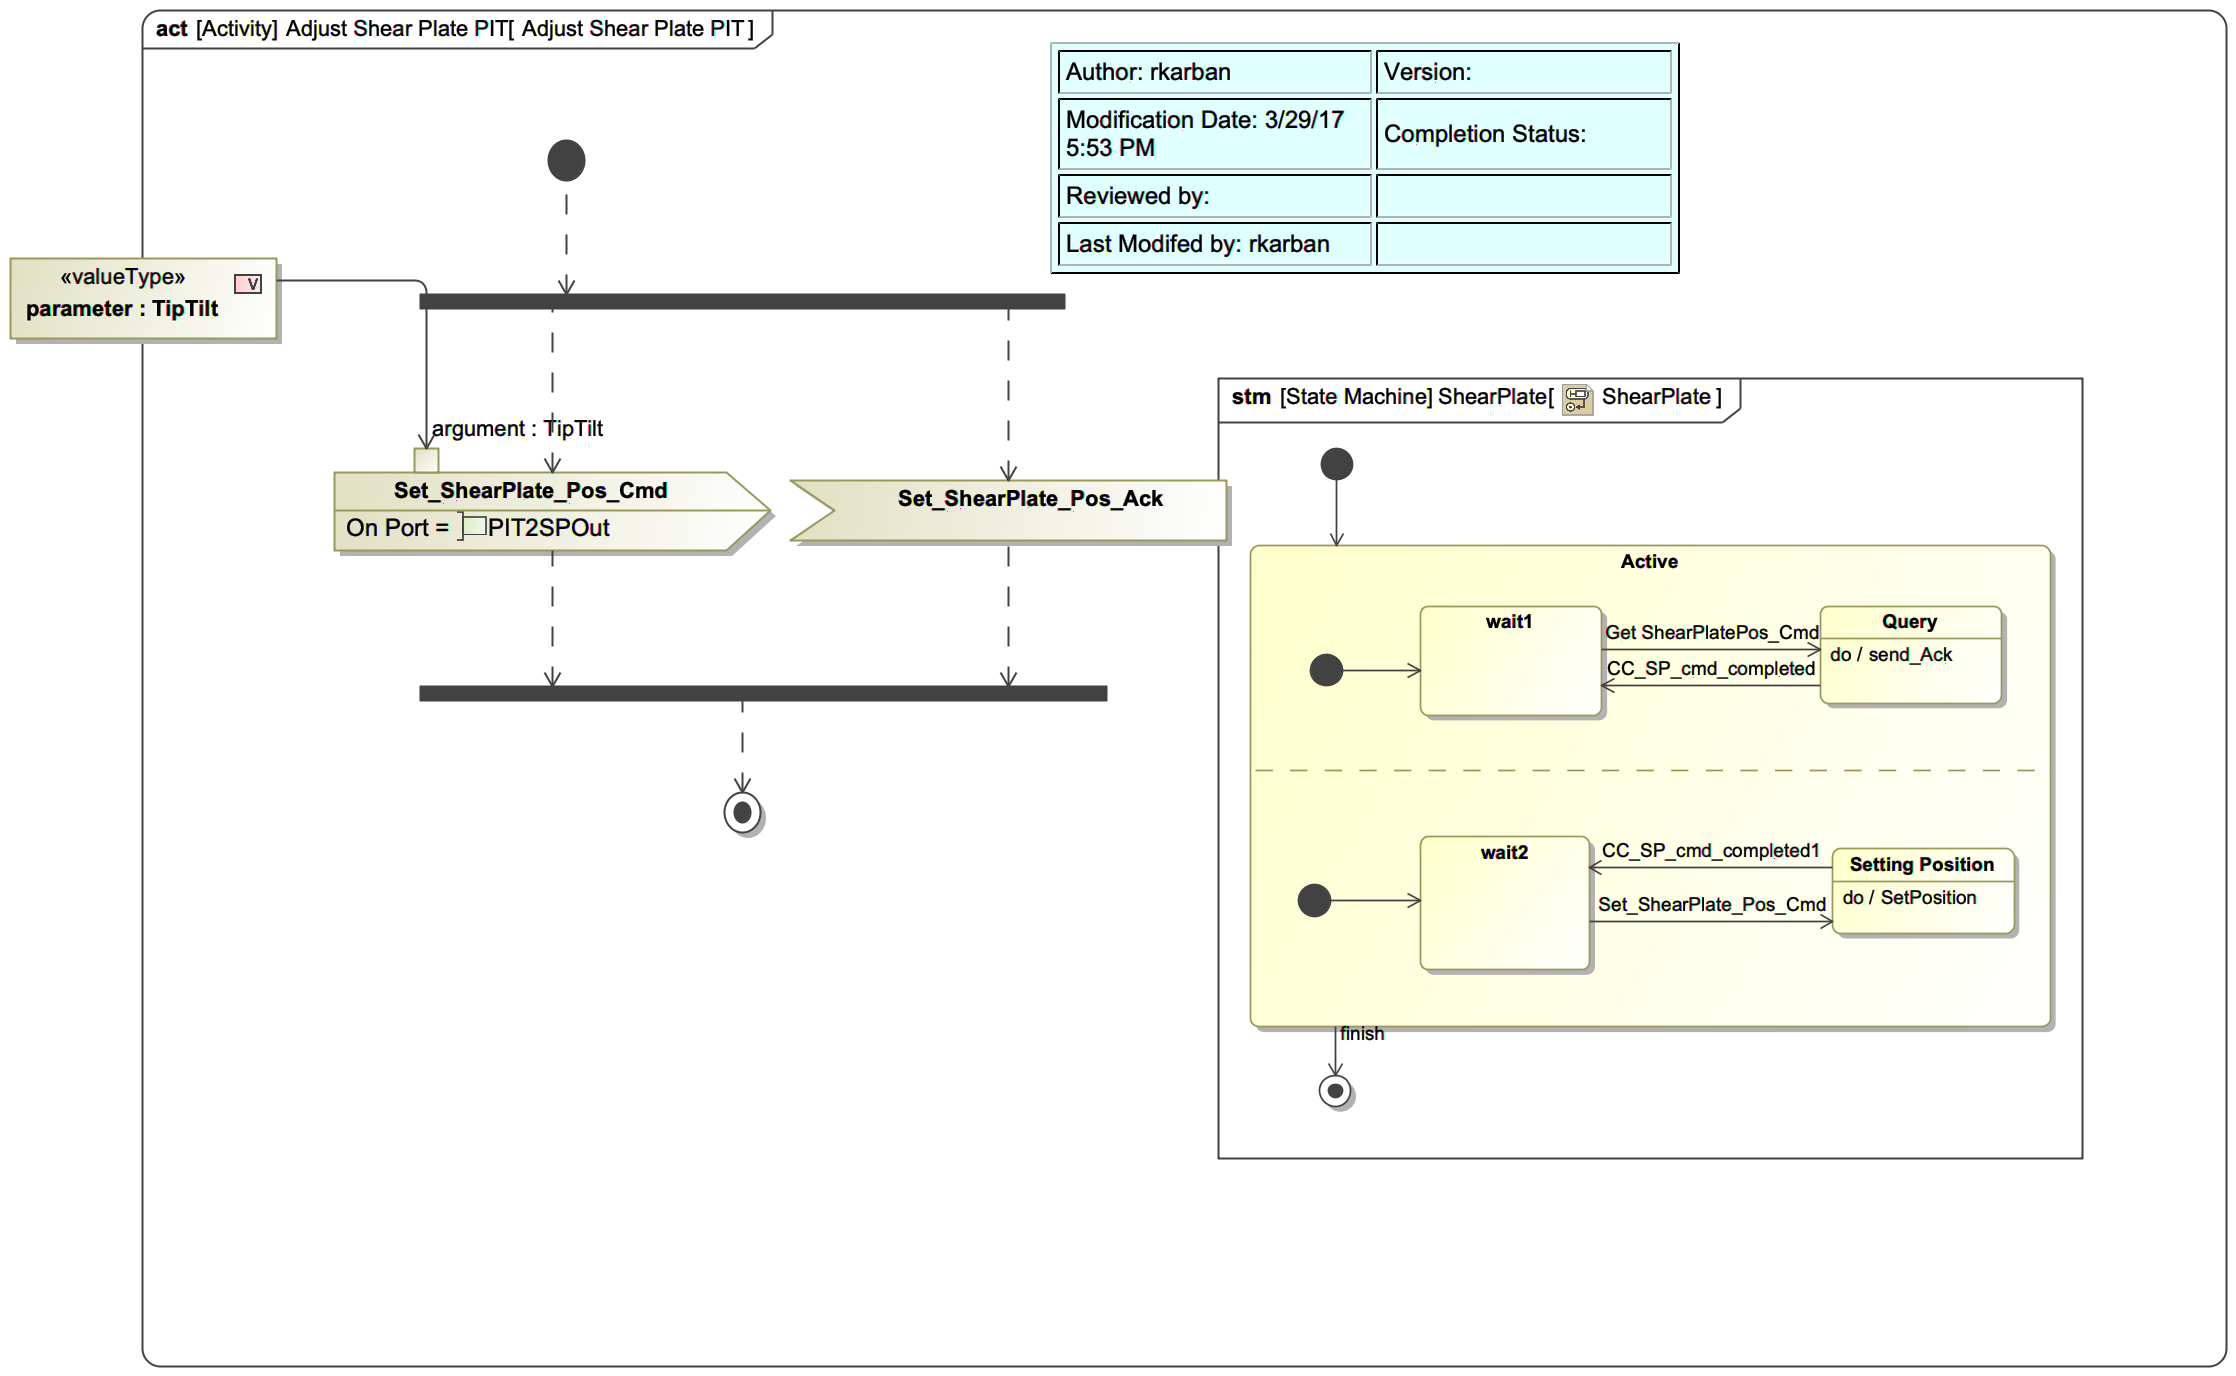 act [Activity] Adjust Shear Plate PIT[ Adjust Shear Plate PIT ]
Author: rkarban
Version:
Modification Date: 3/29/17
5:53 PM
Completion Status:
Reviewed by:
Last Modifed by: rkarban
«valueType»
V
parameter : TipTilt
argument : TipTilt
Set_ShearPlate_Pos_Cmd
On Port = PIT2SPOut
Set_ShearPlate_Pos_Ack
stm [State Machine] ShearPlate[ ShearPlate ]
Active
wait1
Get ShearPlatePos_Cmd
CC_SP_cmd_completed
Query
do / send_Ack
wait2
CC_SP_cmd_completed1
Set_ShearPlate_Pos_Cmd
Setting Position
do / SetPosition
finish